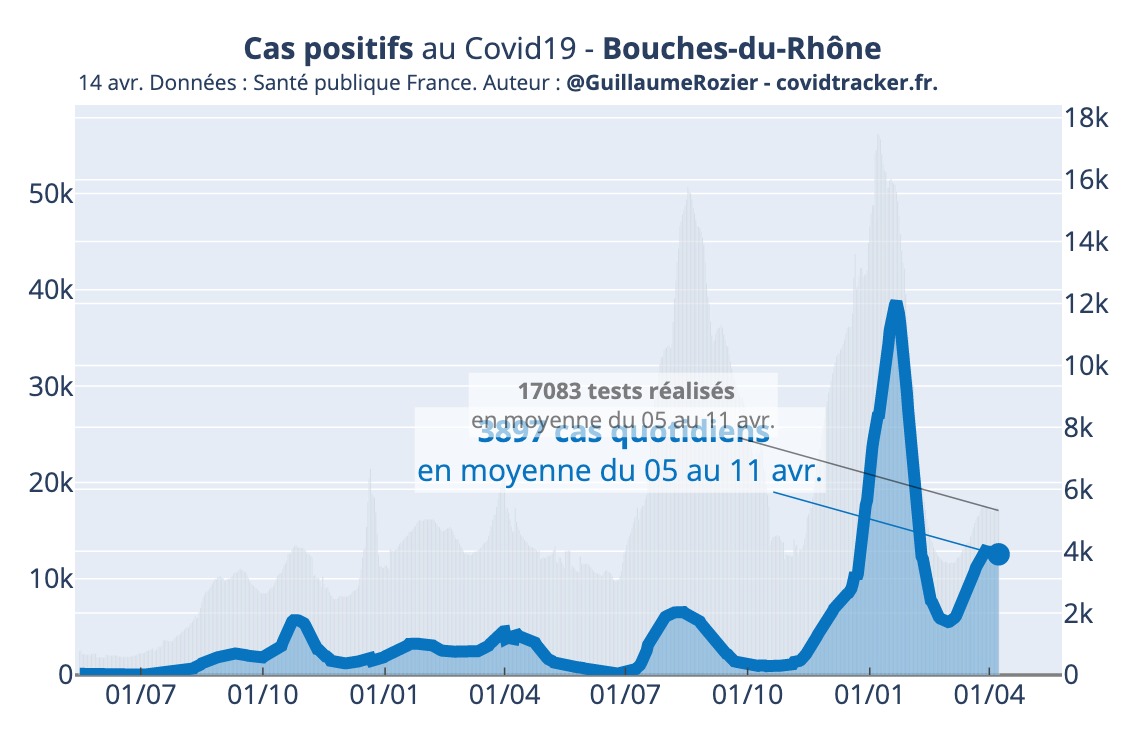 Cas positifs au Covid19 - Bouches-du-Rhône
14 avr. Données : Santé publique France. Auteur : @GuillaumeRozier - covidtracker.fr.
18k
16k
14k
12k
10k
8k
6k
4k
2k
0
50k
40k
30k
20k
10k
0
17083 tests réalisés
en moyenne du 05 au 11 avr.
3897 cas quotidiens
en moyenne du 05 au 11 avr.
01/07 01/10 01/01 01/04 01/07 01/10 01/01 01/04